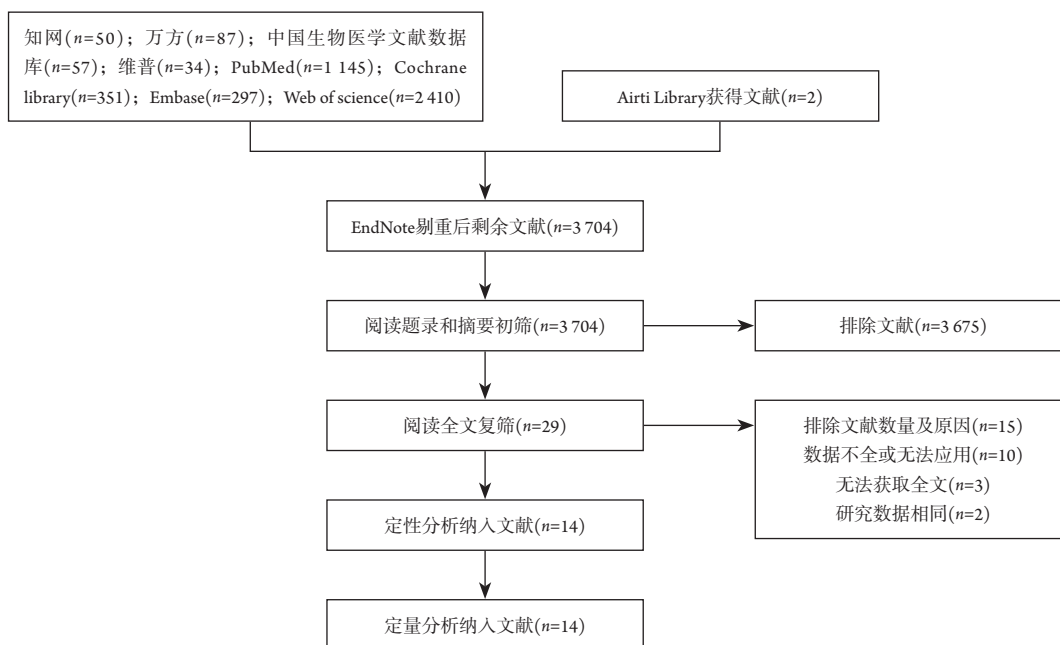 知网(n=50)；万方(n=87)；中国生物医学文献数据
库(n=57)；维普(n=34)；PubMed(n=1 145)；Cochrane
library(n=351)；Embase(n=297)；Web of science(n=2 410)
Airti Library获得文献(n=2)
EndNote剔重后剩余文献(n=3 704)
阅读题录和摘要初筛(n=3 704)
排除文献(n=3 675)
阅读全文复筛(n=29)
排除文献数量及原因(n=15)
数据不全或无法应用(n=10)
无法获取全文(n=3)
研究数据相同(n=2)
定性分析纳入文献(n=14)
定量分析纳入文献(n=14)